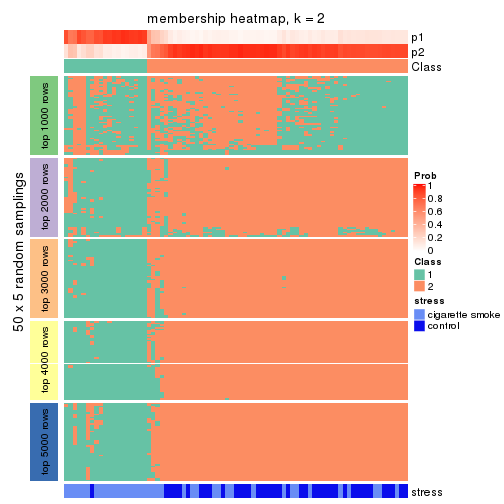 membership heatmap, k = 2
p1
p2
Class
50 x 5 random samplings
top 1000 rows
top 2000 rows
top 3000 rows
top 4000 rows
top 5000 rows
stress
Prob
1
0.8
0.6
0.4
0.2
0
Class
1
2
stress
cigarette smoke
control